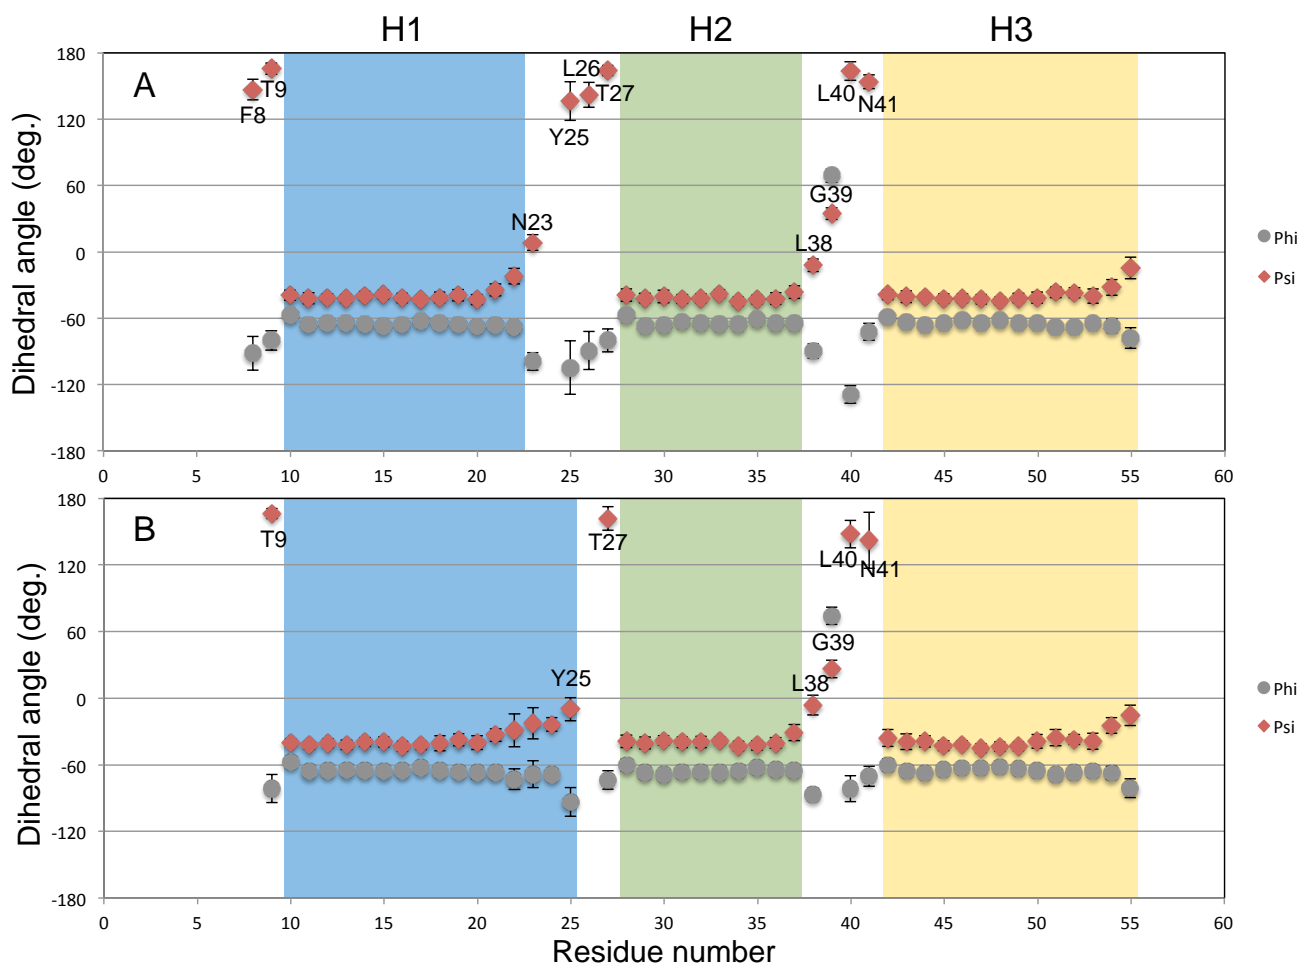 H1 H2 H3
180
A
L26
T9
T27
L40
N41
F8
120
Y25
60
G39
N23
L38
0
Phi
Psi
-60
-120
-180
0 5 10 15 20 25 30 35 40 45 50 55 60
Dihedral angle (deg.)
180
B
T9
T27
L40
N41
120
60
G39
Y25
L38
0
Phi
Psi
-60
-120
-180
0 5 10 15 20 25 30 35 40 45 50 55 60
Dihedral angle (deg.)
Residue number